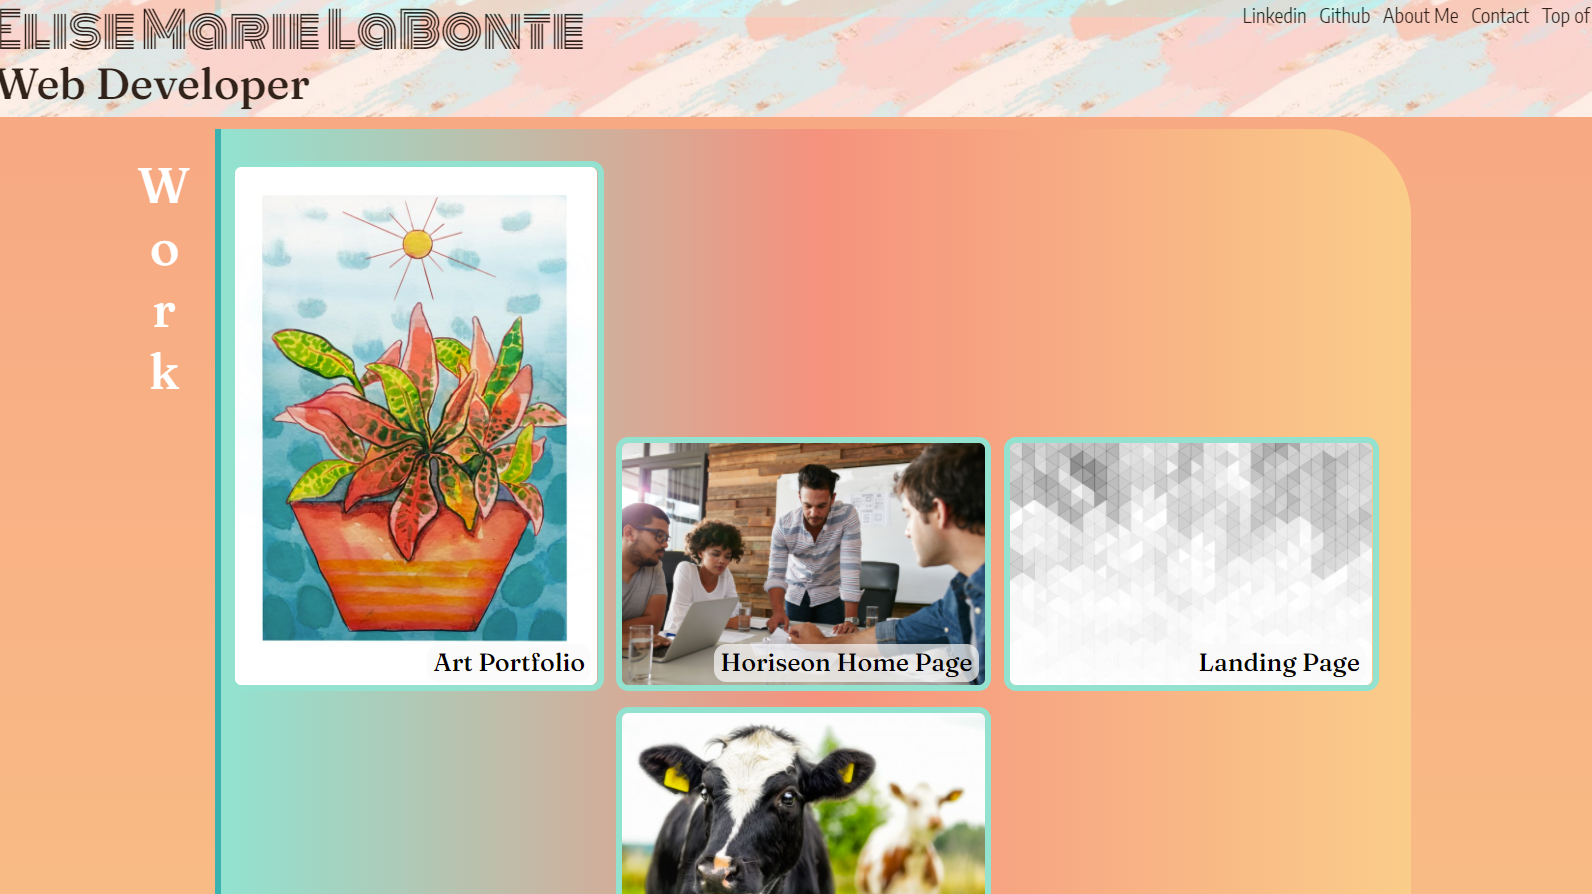 Elise Marie LaBonte
Linkedin Github About Me Contact Top of
Web Developer
W
o
r
k
Art Portfolio
Horiseon Home Page
Landing Page